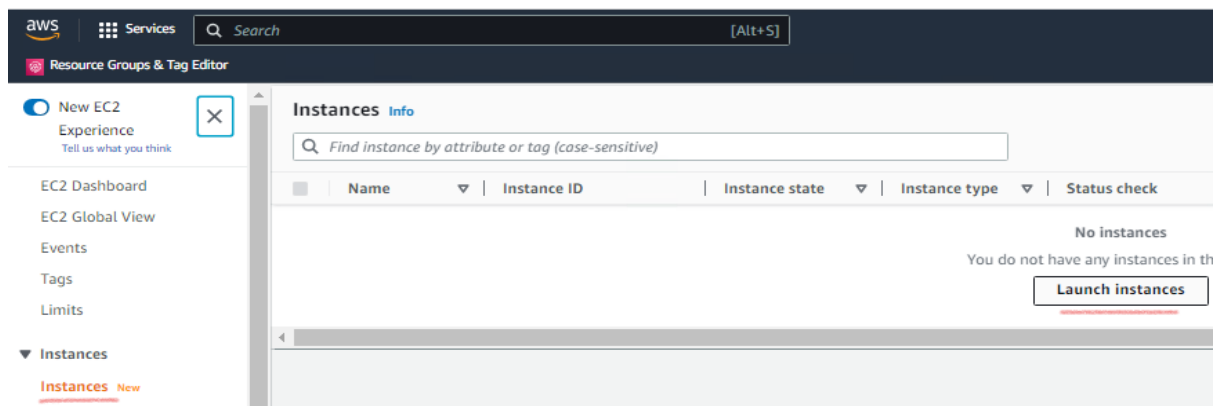 aws Services Search [Alt+S]
Resource Groups & Tag Editor
New EC2
Experience
Tell us what you think
EC2 Dashboard
EC2 Global View
Events
Tags
Limits
Instances
Instances New
Instances Info
Find instance by attribute or tag (case-sensitive)
Name Instance ID Instance state Instance type Status check
No instances
You do not have any instances in th
Launch instances